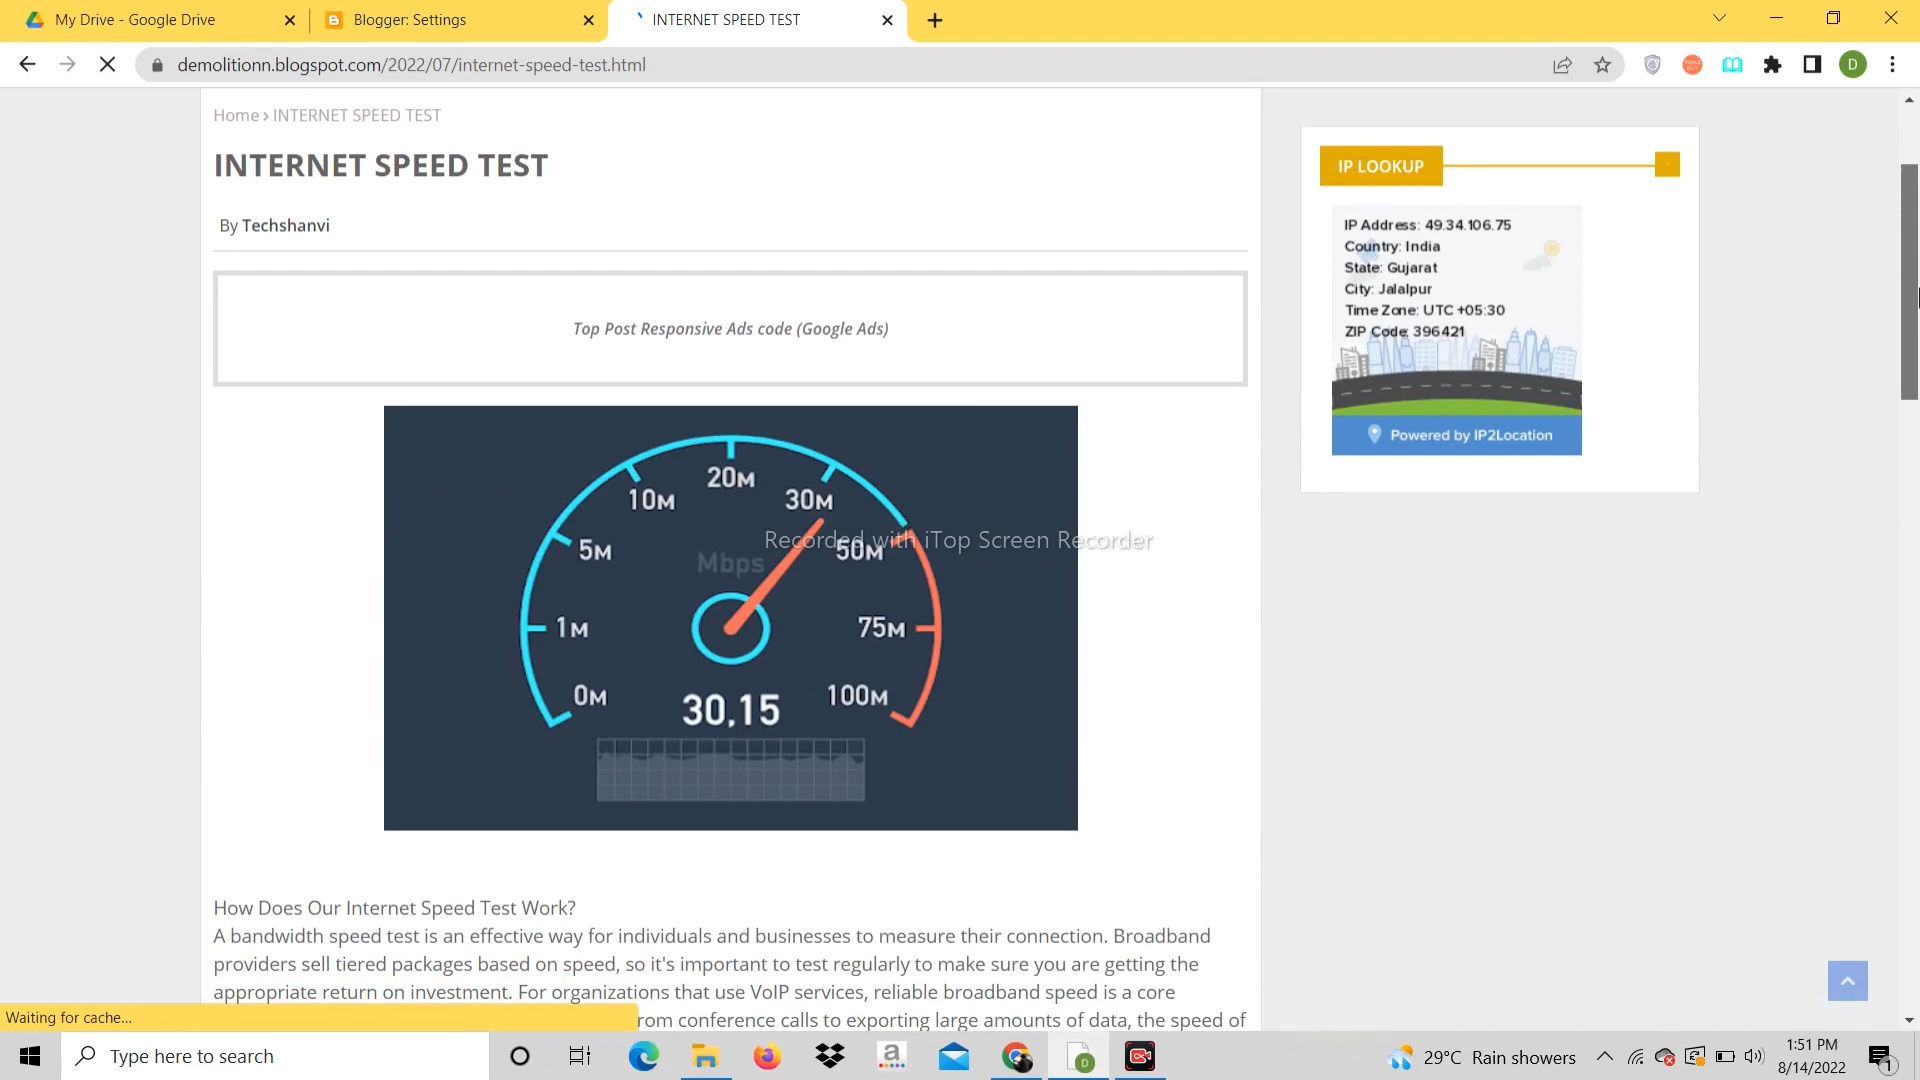 My Drive - Google Drive
Blogger: Settings
INTERNET SPEED TEST
demolitionn.blogspot.com/2022/07/internet-speed-test.html
D
Home › INTERNET SPEED TEST
INTERNET SPEED TEST
By Techshanvi
Top Post Responsive Ads code (Google Ads)
IP LOOKUP
IP Address: 49.34.106.75
Country: India
State: Gujarat
City: Jalalpur
Time Zone: UTC +05:30
ZIP Code: 396421
Powered by IP2Location
20M
10M
30M
5M
50M
Mbps
1M
75M
0M
100M
30,15
Recorded with iTop Screen Recorder
How Does Our Internet Speed Test Work?
A bandwidth speed test is an effective way for individuals and businesses to measure their connection. Broadband
providers sell tiered packages based on speed, so it's important to test regularly to make sure you are getting the
appropriate return on investment. For organizations that use VoIP services, reliable broadband speed is a core
rom conference calls to exporting large amounts of data, the speed of
Waiting for cache...
Type here to search
a
D
29°C Rain showers
1:51 PM
8/14/2022
1